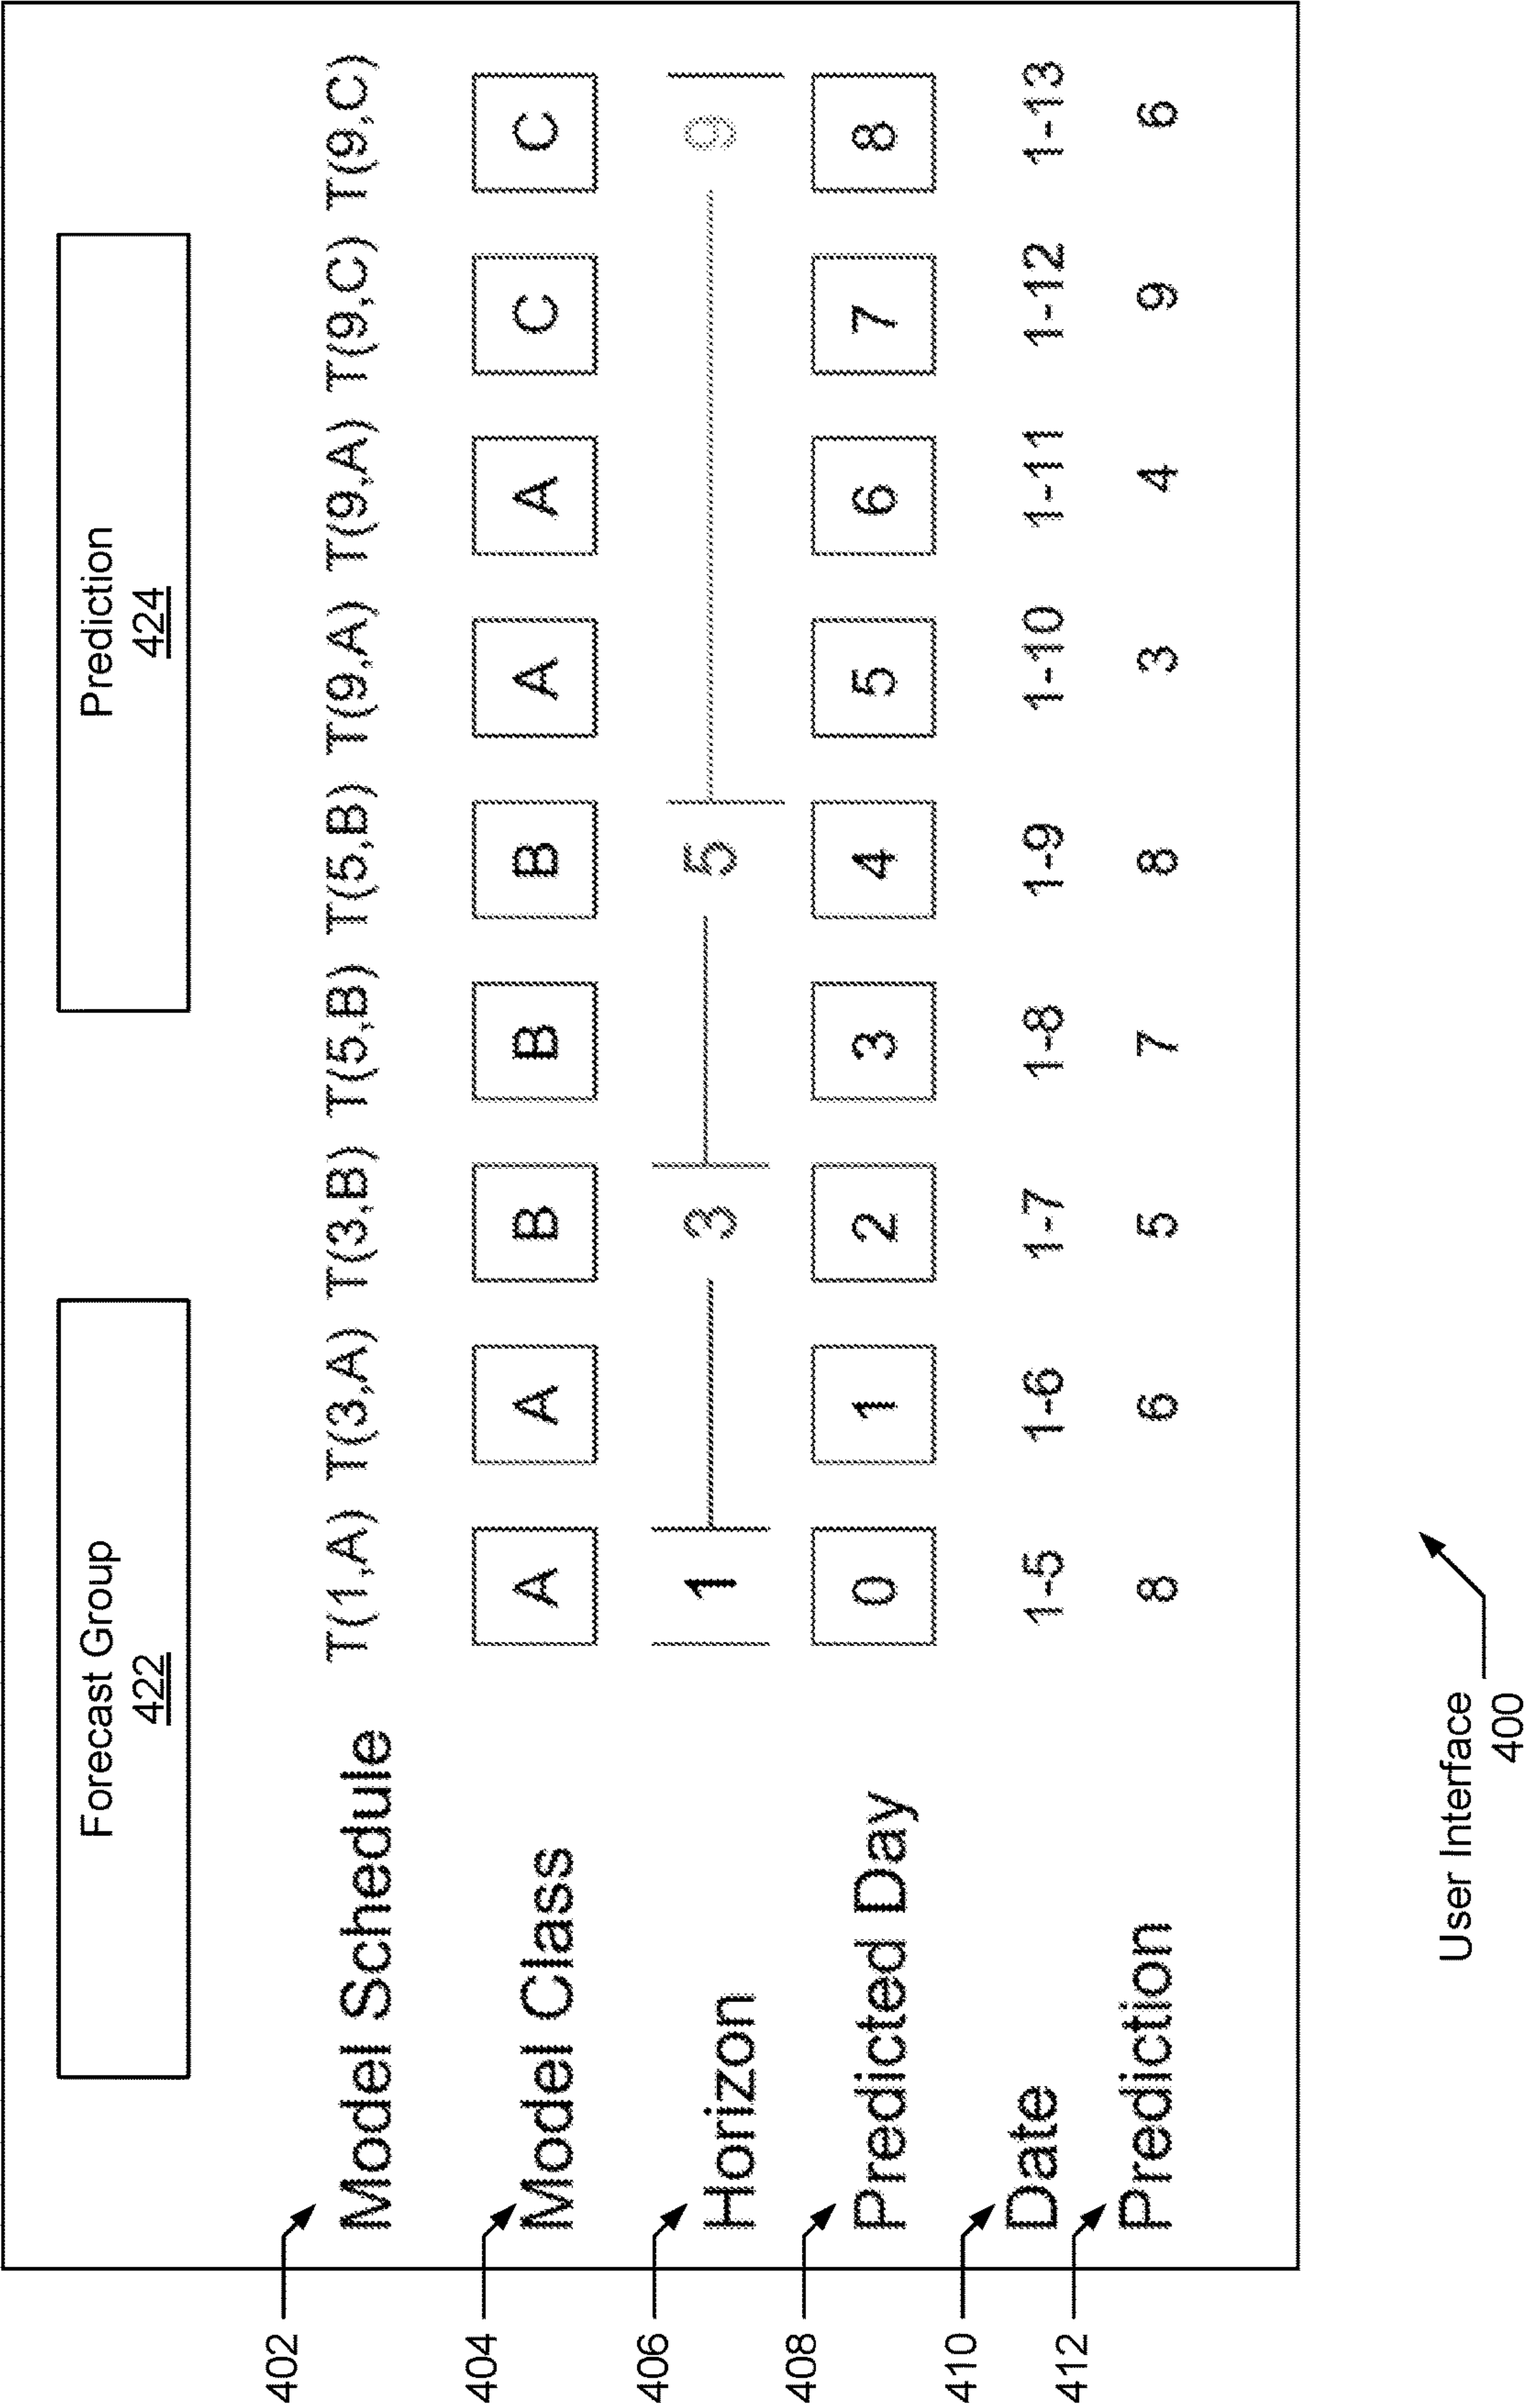 Forecast Group
422
Prediction
424
402
Model Schedule T(1,A) T(3,A) T(3,B) T(5,B) T(5,B) T(9,A) T(9,A) T(9,C) T(9,C)
404
Model Class A A B B B A A C C
406
Horizon 1 3 5 9
408
Predicted Day 0 1 2 3 4 5 6 7 8
410
Date 1-5 1-6 1-7 1-8 1-9 1-10 1-11 1-12 1-13
412
Prediction 8 6 5 7 8 3 4 9 6
User Interface
400